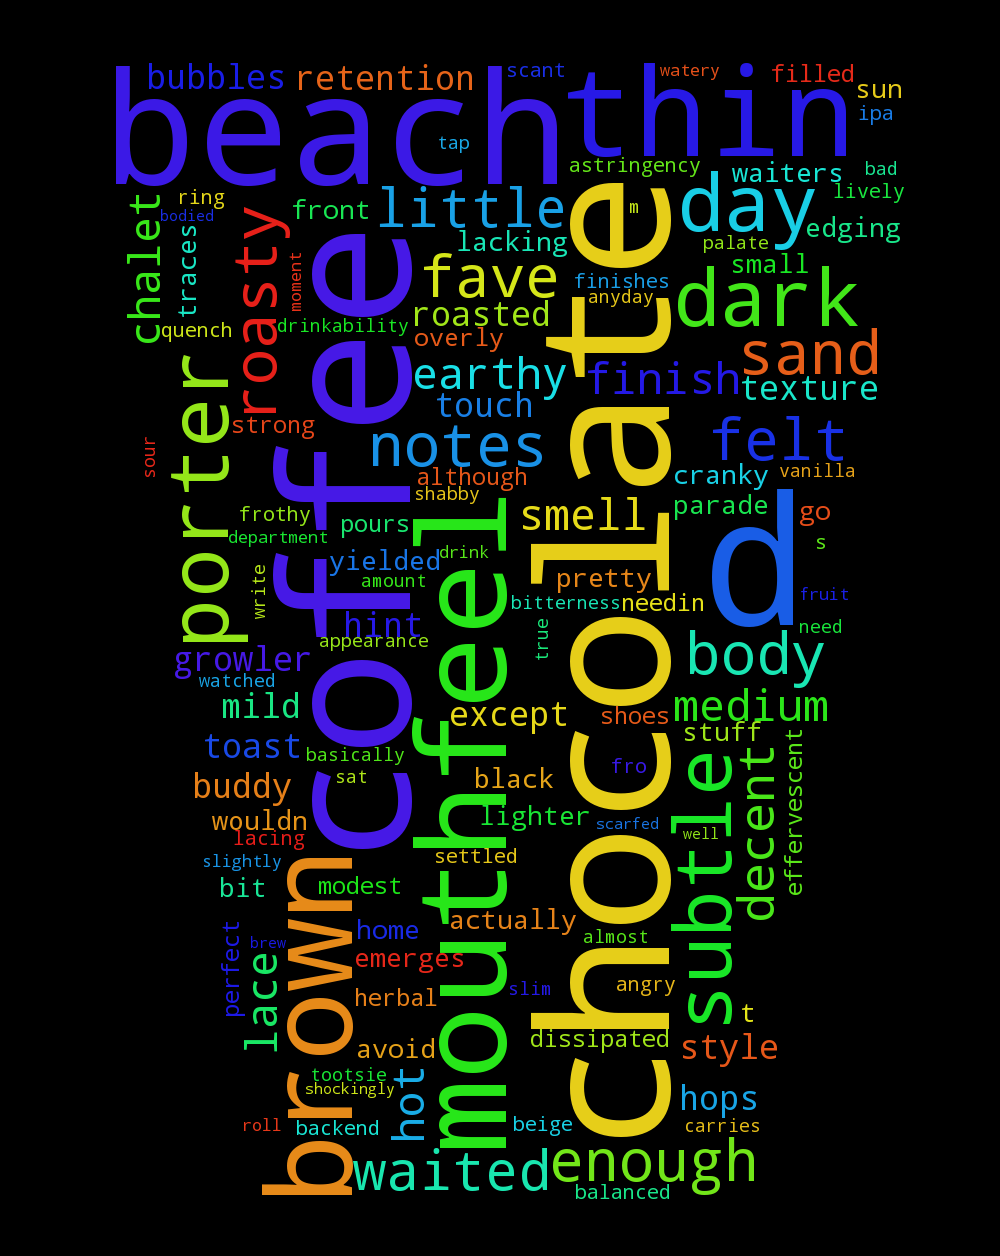 bubbles
retention
scant
watery
filled
sun
beach
thin
tap
ipa
astringency
waiters
bad
lively
ring
bodied
front
little
m
day
edging
chalet
traces
roasty
moment
lacking
palate
small
fave
finishes
anyday
dark
quench
drinkability
roasted
overly
sand
earthy
finish
texture
touch
porter
strong
notes
felt
sour
although
cranky
vanilla
shabby
parade
go
frothy
pours
smell
s
department
drink
d
yielded
amount
pretty
write
bitterness
needin
fruit
hint
true
need
appearance
body
growler
watched
mild
except
shoes
medium
stuff
toast
basically
coffee
mouthfeel
chocolate
sat
black
fro
buddy
decent
effervescent
subtle
wouldn
lighter
scarfed
well
lacing
slightly
settled
bit
modest
actually
almost
perfect
brew
home
lace
emerges
slim
angry
herbal
t
brown
dissipated
avoid
style
tootsie
shockingly
hot
hops
roll
backend
beige
carries
waited
enough
balanced